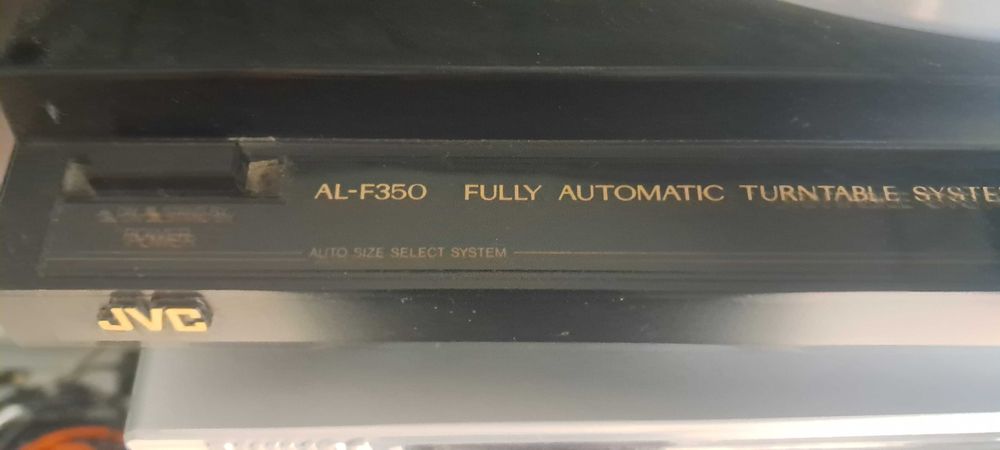 AL-F350 FULLY AUTOMATIC TURNTABLE SYSTE
POWER
AUTO SIZE SELECT SYSTEM
JVC